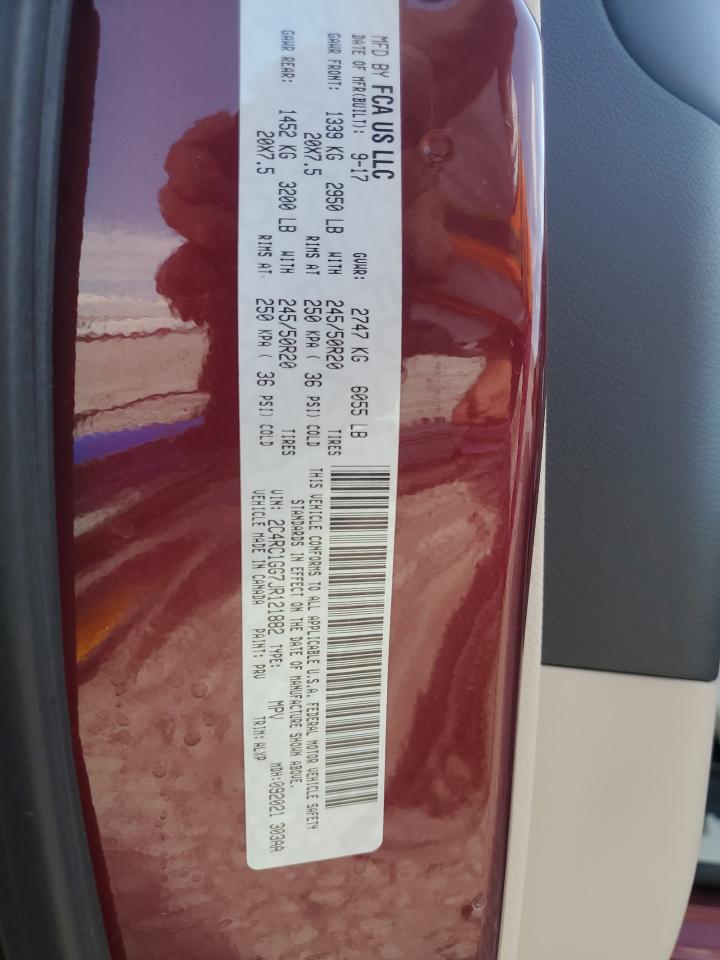 MFD BY FCA US LLC
DATE OF MFR(BUILT): 9-17 GVWR: 2747 KG 6055 LB
GAWR FRONT: 1339 KG 2950 LB WITH 245/50R20 TIRES
20X7.5 RIMS AT 250 KPA ( 36 PSI) COLD
GAWR REAR: 1452 KG 3200 LB WITH 245/50R20 TIRES
20X7.5 RIMS AT 250 KPA ( 36 PSI) COLD
THIS VEHICLE CONFORMS TO ALL APPLICABLE U.S.A. FEDERAL MOTOR VEHICLE SAFETY
STANDARDS IN EFFECT ON THE DATE OF MANUFACTURE SHOWN ABOVE.
VIN: 2C4RC1GG7JR121882 TYPE: MPV MDH:092021 303AA
VEHICLE MADE IN CANADA PAINT: PRV TRIM: ALXP